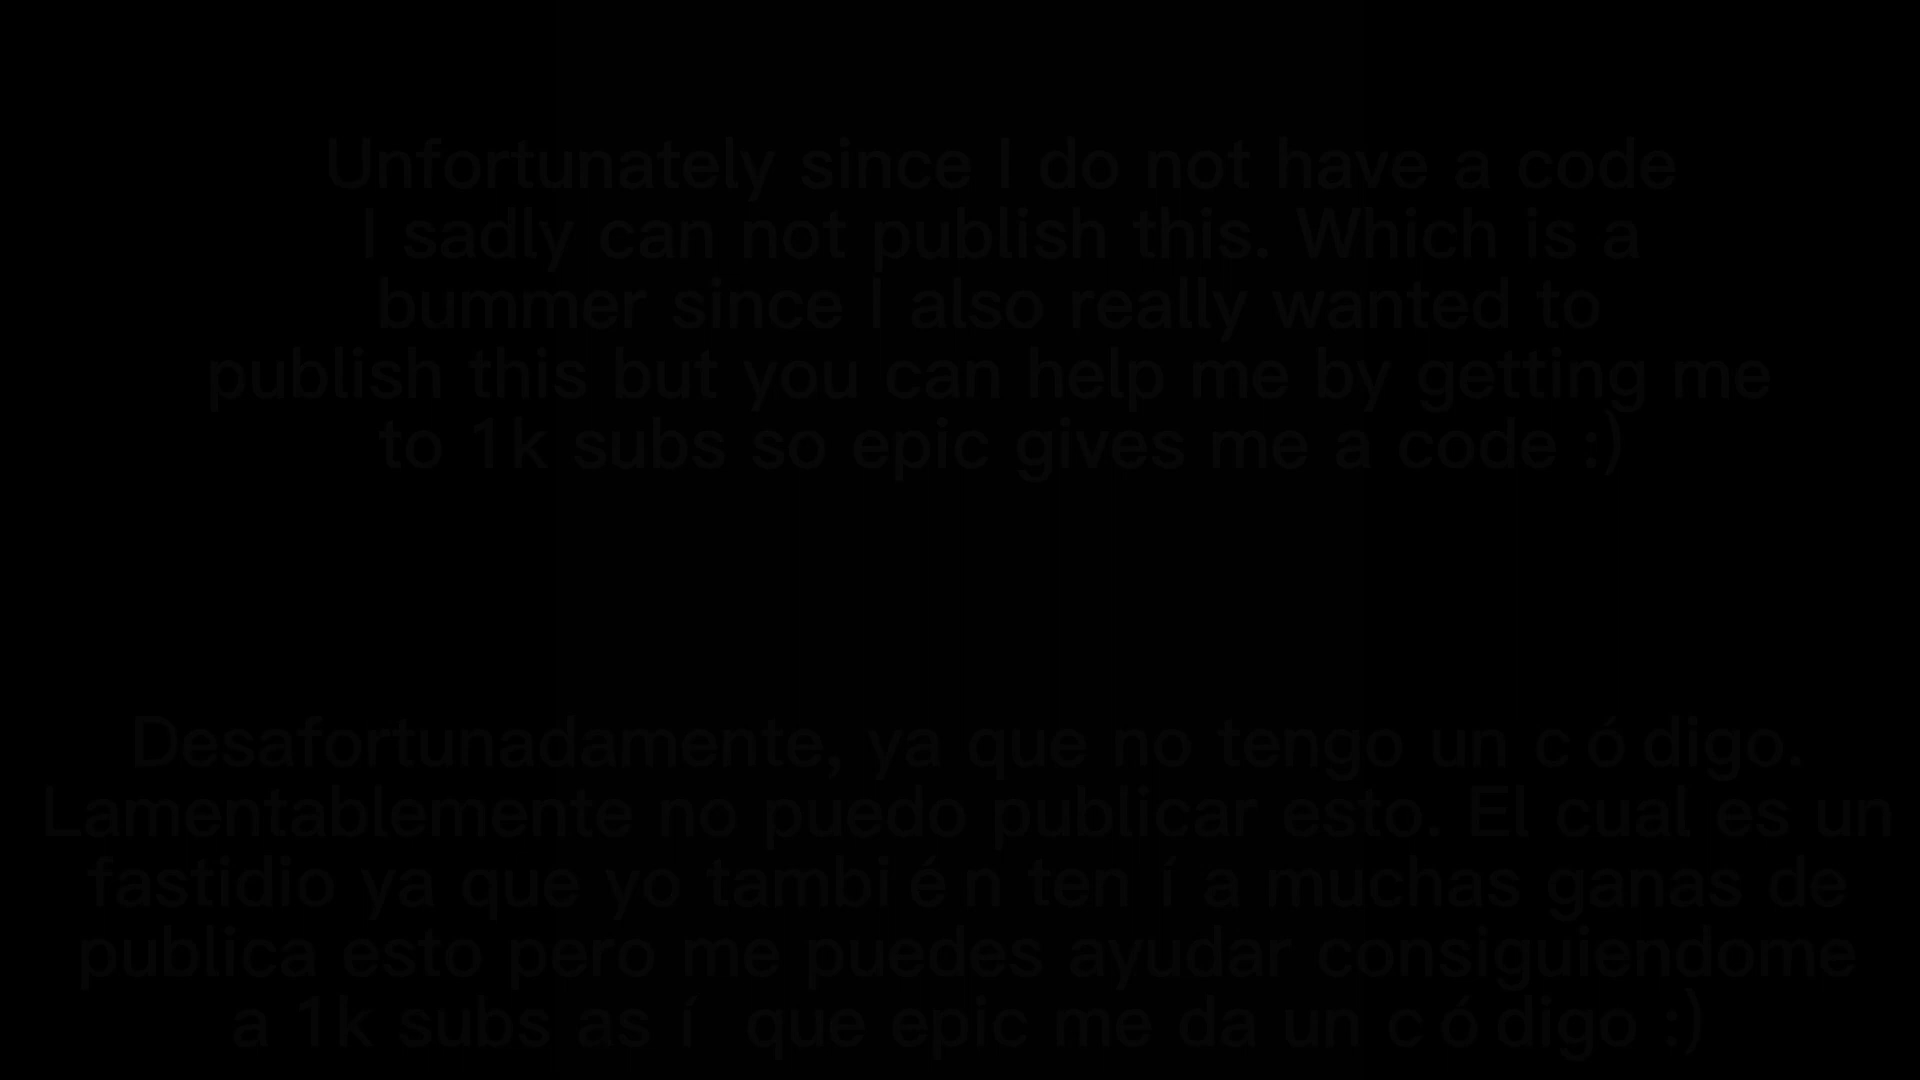 Unfortunately since I do not have a code
I sadly can not publish this. Which is a
bummer since I also really wanted to
publish this but you can help me by getting me
to 1k subs so epic gives me a code :)
Desafortunadamente, ya que no tengo un código.
Lamentablemente no puedo publicar esto. El cual es un
fastidio ya que yo también ten í a muchas ganas de
publica esto pero me puedes ayudar consiguiendome
a 1k subs as í que epic me da un código :)